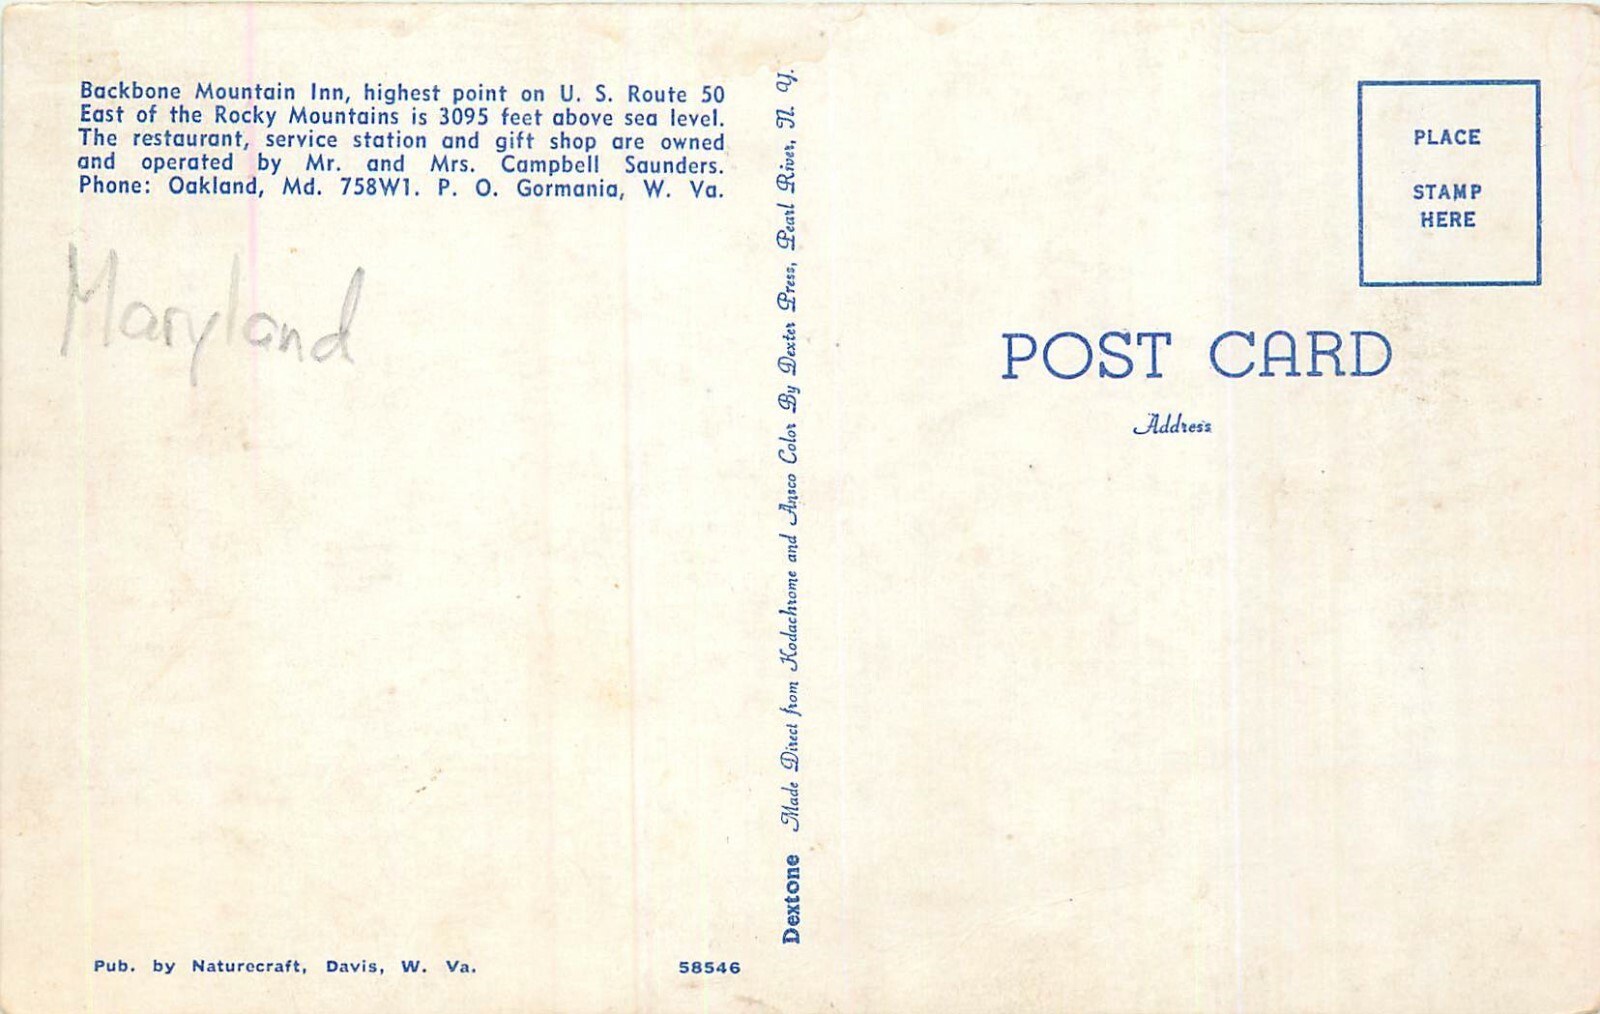 Backbone Mountain Inn, highest point on U. S. Route 50
East of the Rocky Mountains is 3095 feet above sea level.
The restaurant, service station and gift shop are owned
and operated by Mr. and Mrs. Campbell Saunders.
Phone: Oakland, Md. 758W1. P. O. Gormania, W. Va.
Maryland
Pub. by Naturecraft, Davis, W. Va.
58546
Dextone Made Direct from Kodachrome and Ansco Color By Dexter Press, Pearl River, N. Y.
PLACE
STAMP
HERE
POST CARD
Address